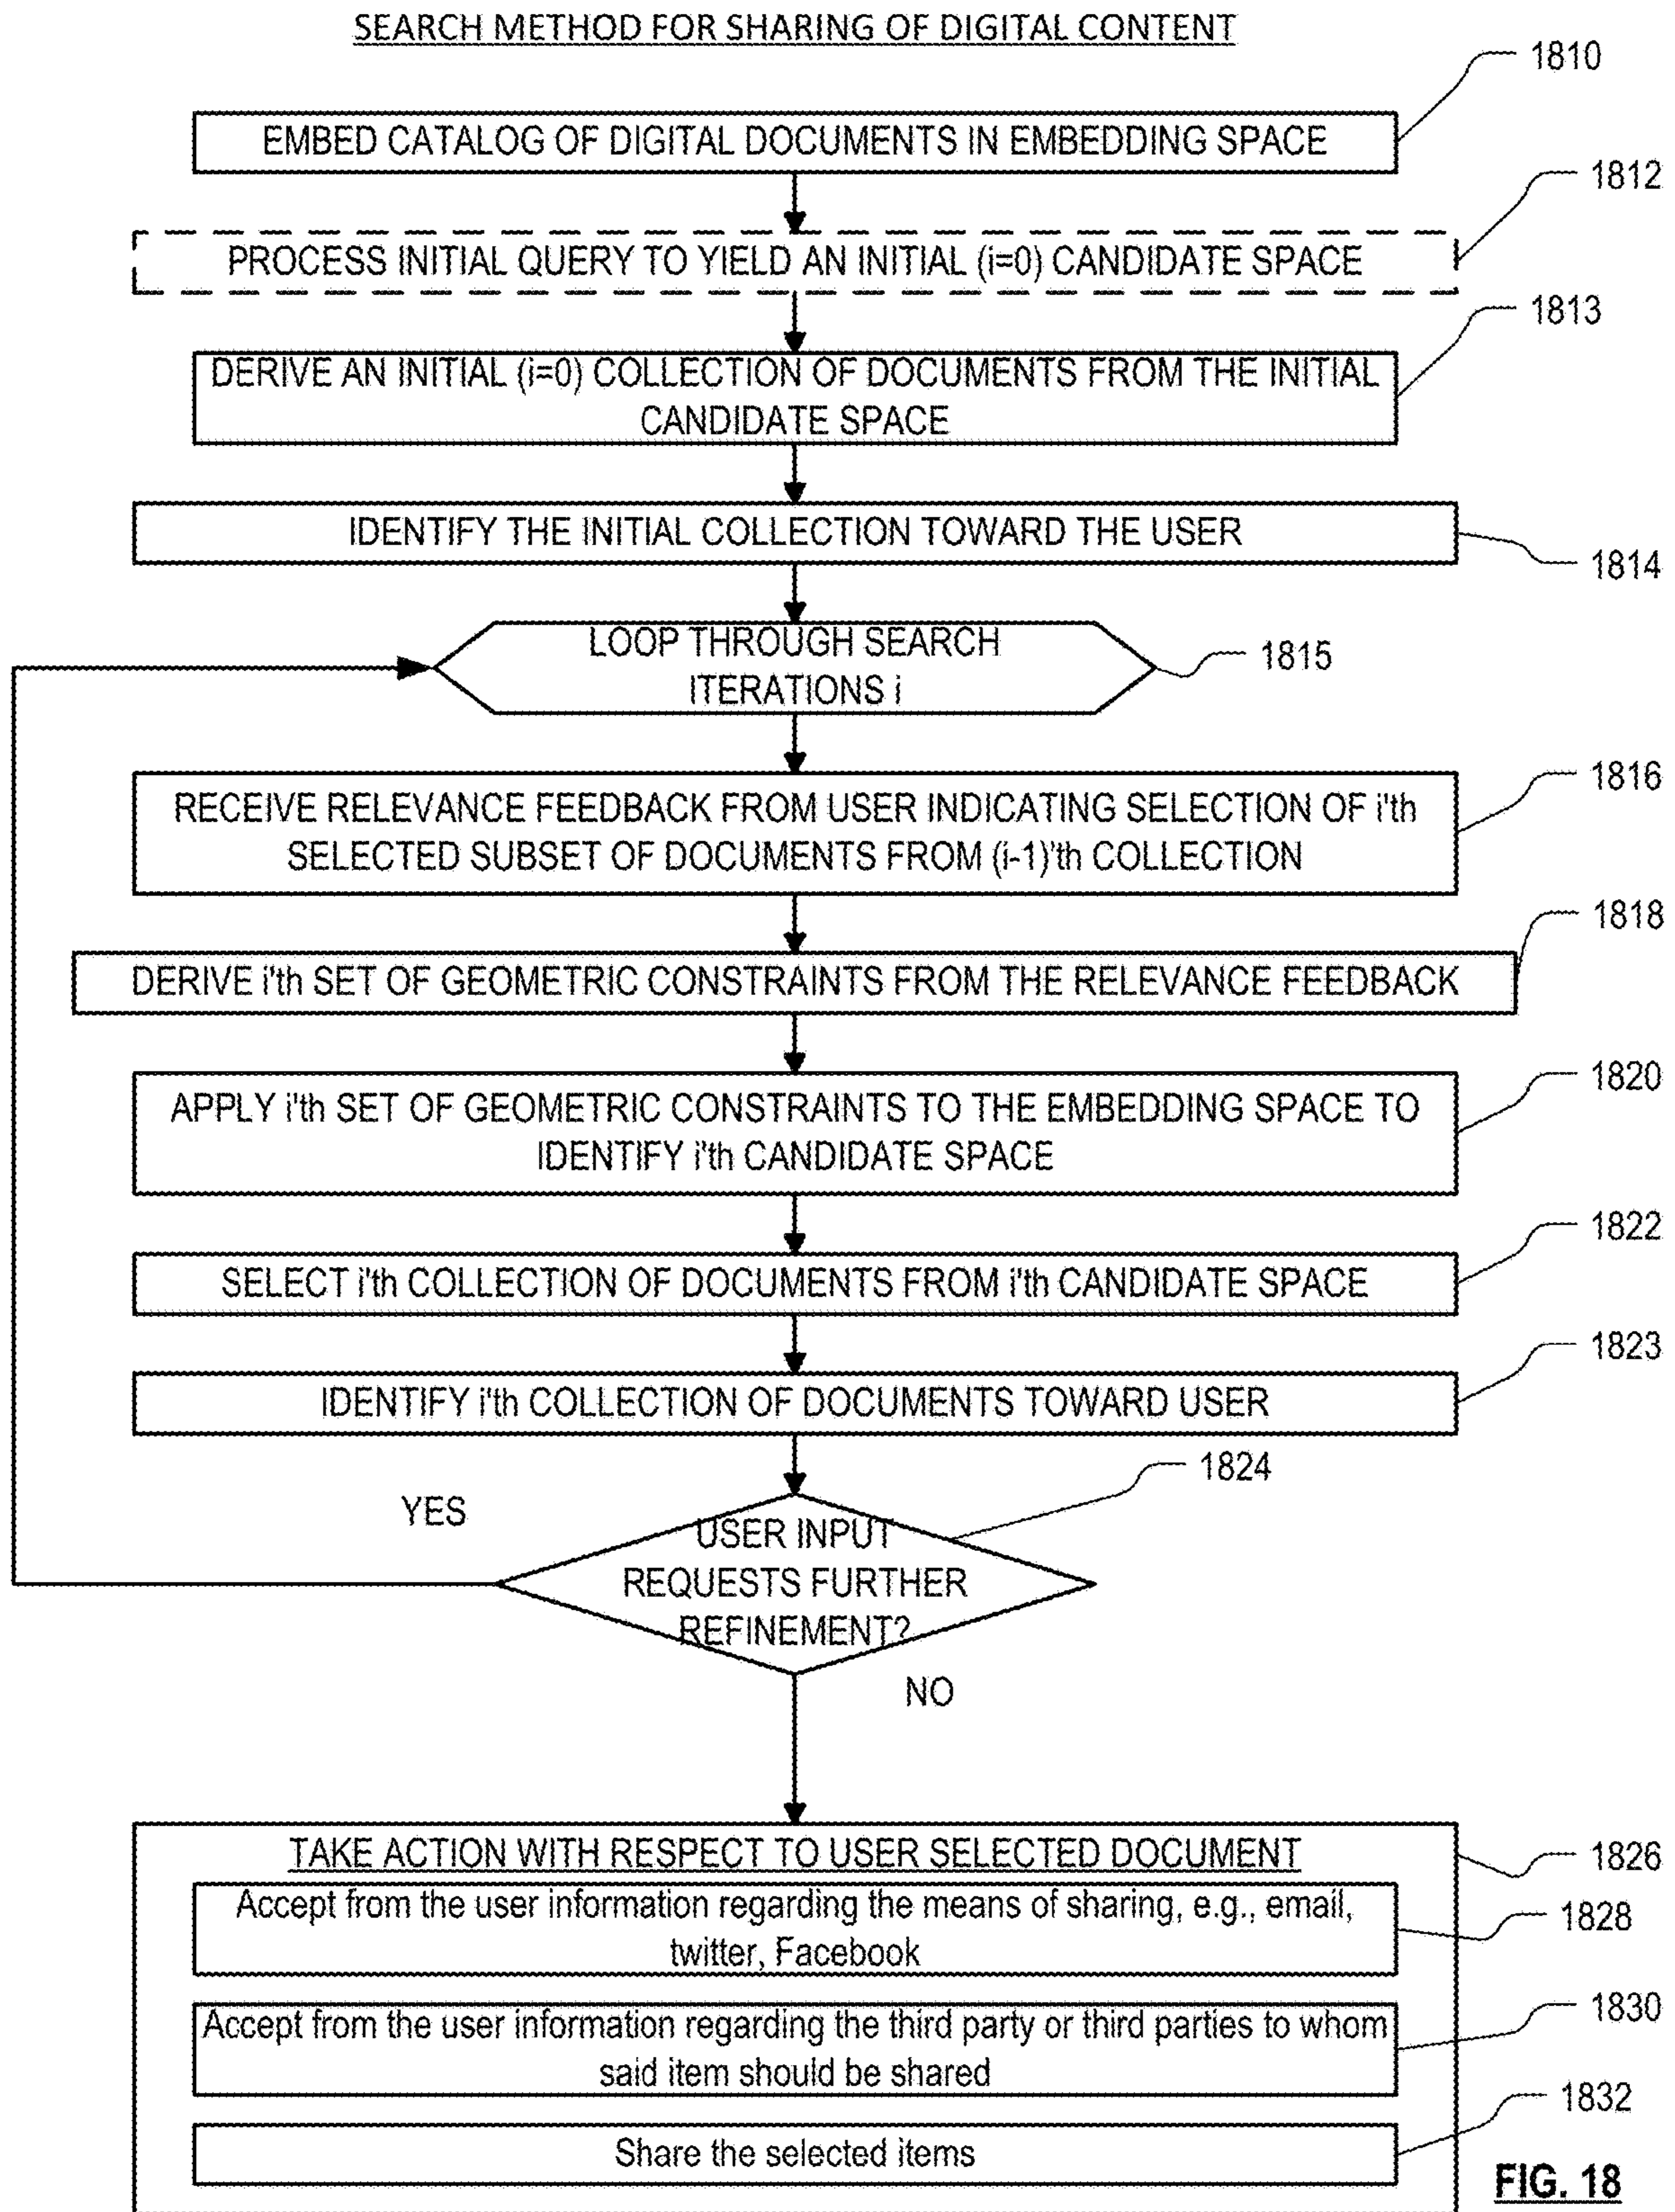 SEARCH METHOD FOR SHARING OF DIGITAL CONTENT
1810
EMBED CATALOG OF DIGITAL DOCUMENTS IN EMBEDDING SPACE
1812
PROCESS INITIAL QUERY TO YIELD AN INITIAL (i=0) CANDIDATE SPACE
1813
DERIVE AN INITIAL (i=0) COLLECTION OF DOCUMENTS FROM THE INITIAL
CANDIDATE SPACE
IDENTIFY THE INITIAL COLLECTION TOWARD THE USER
1814
LOOP THROUGH SEARCH
ITERATIONS i
1815
1816
RECEIVE RELEVANCE FEEDBACK FROM USER INDICATING SELECTION OF i'th
SELECTED SUBSET OF DOCUMENTS FROM (i-1)'th COLLECTION
1818
DERIVE i'th SET OF GEOMETRIC CONSTRAINTS FROM THE RELEVANCE FEEDBACK
1820
APPLY i'th SET OF GEOMETRIC CONSTRAINTS TO THE EMBEDDING SPACE TO
IDENTIFY i'th CANDIDATE SPACE
1822
SELECT i'th COLLECTION OF DOCUMENTS FROM i'th CANDIDATE SPACE
1823
IDENTIFY i'th COLLECTION OF DOCUMENTS TOWARD USER
1824
YES
USER INPUT
REQUESTS FURTHER
REFINEMENT?
NO
TAKE ACTION WITH RESPECT TO USER SELECTED DOCUMENT
1826
Accept from the user information regarding the means of sharing, e.g., email,
twitter, Facebook
1828
Accept from the user information regarding the third party or third parties to whom
said item should be shared
1830
1832
Share the selected items
FIG. 18